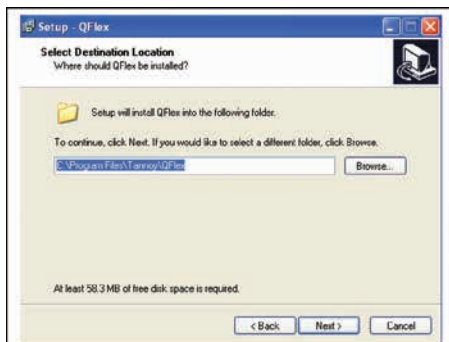 Setup - QFlex
Select Destination Location
Where should QFlex be installed?
Setup will install QFlex into the following folder.
To continue, click Next. If you would like to select a different folder, click Browse.
C:\Program Files\Tannoy\QFlex
Browse...
At least 58.3 MB of free disk space is required.
< Back
Next >
Cancel